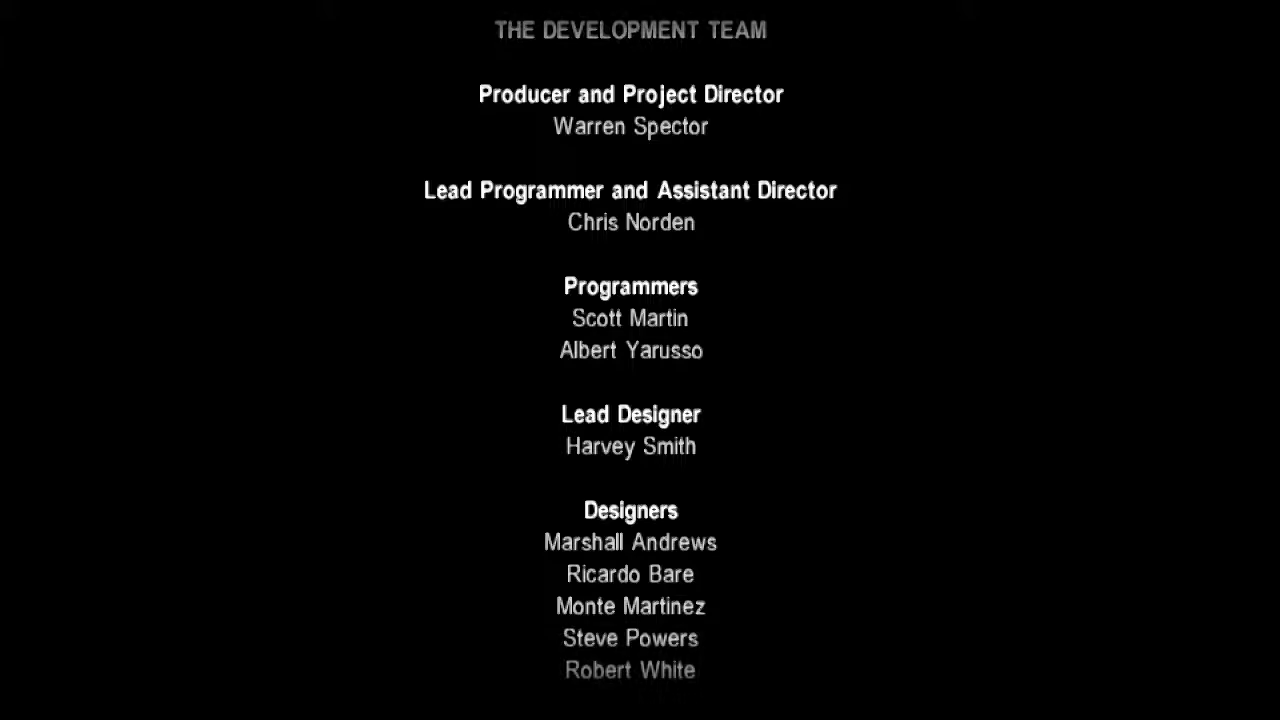 THE DEVELOPMENT TEAM
Producer and Project Director
Warren Spector
Lead Programmer and Assistant Director
Chris Norden
Programmers
Scott Martin
Albert Yarusso
Lead Designer
Harvey Smith
Designers
Marshall Andrews
Ricardo Bare
Monte Martinez
Steve Powers
Robert White